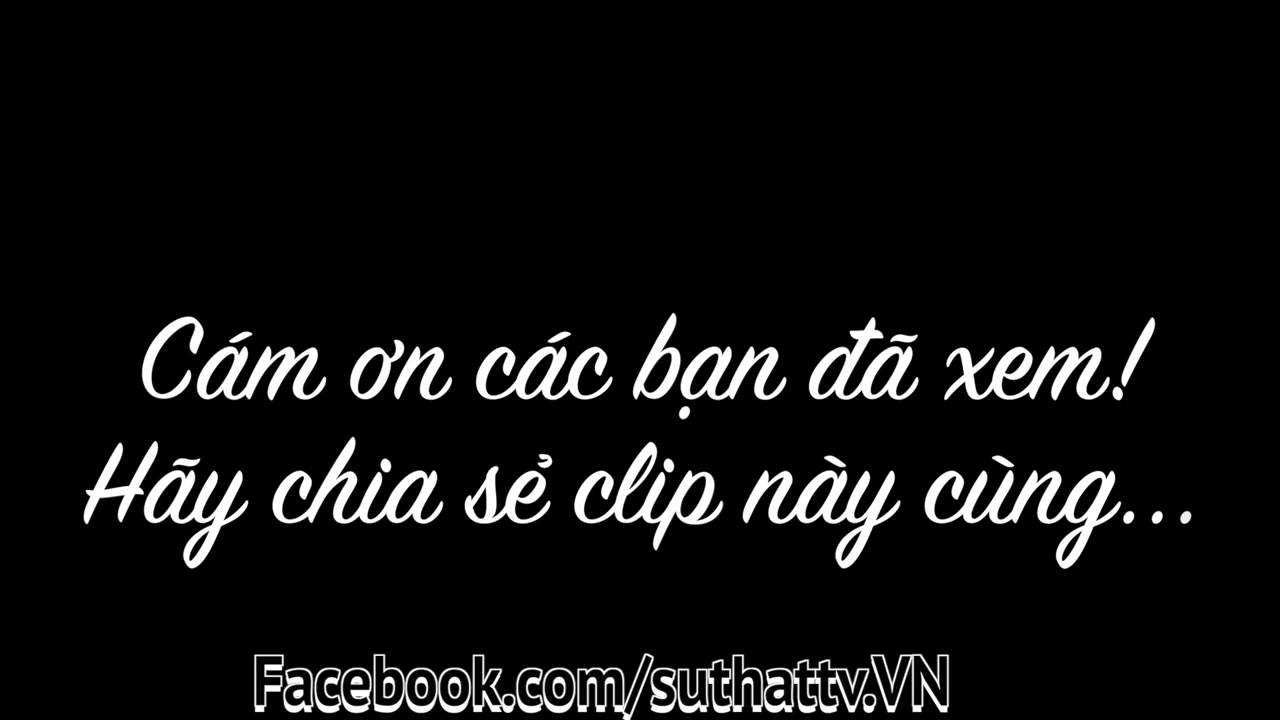 Cám ơn các bạn đã xem!
Hãy chia sẻ clip này cùng...
Facebook.com/suthattv.VN